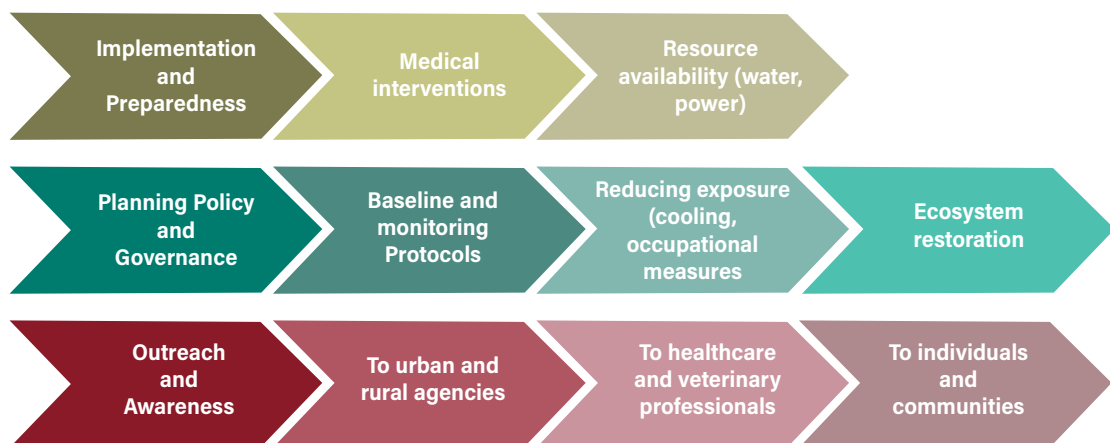 Implementation
and
Preparedness
Medical
interventions
Resource
availability (water,
power)
Planning Policy
and
Governance
Baseline and
monitoring
Protocols
Reducing exposure
(cooling,
occupational
measures
Ecosystem
restoration
Outreach
and
Awareness
To urban and
rural agencies
To healthcare
and veterinary
professionals
To individuals
and
communities